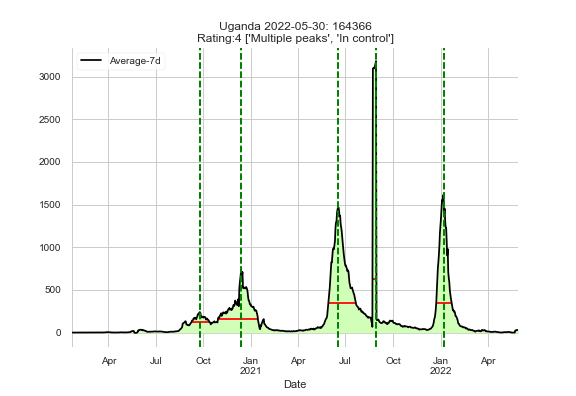 Uganda 2022-05-30: 164366
Rating:4 ['Multiple peaks', 'In control']
Average-7d
3000
2500
2000
1500
1000
500
0
Apr Jul Oct Jan Apr Jul Oct Jan Apr
2021 2022
Date